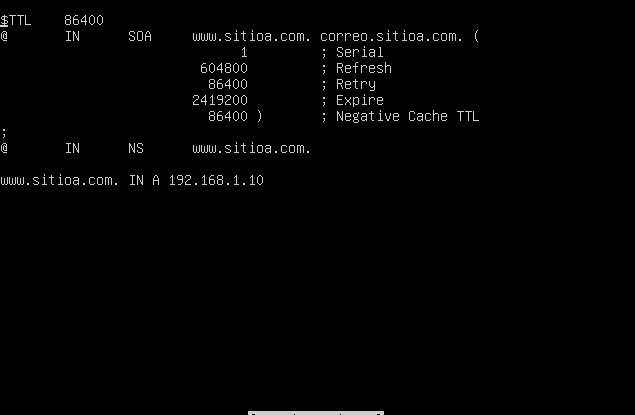 $TTL    86400
@       IN      SOA     www.sitioa.com. correo.sitioa.com. (
                              1         ; Serial
                         604800         ; Refresh
                          86400         ; Retry
                        2419200         ; Expire
                          86400 )       ; Negative Cache TTL
;
@       IN      NS      www.sitioa.com.
www.sitioa.com. IN A 192.168.1.10